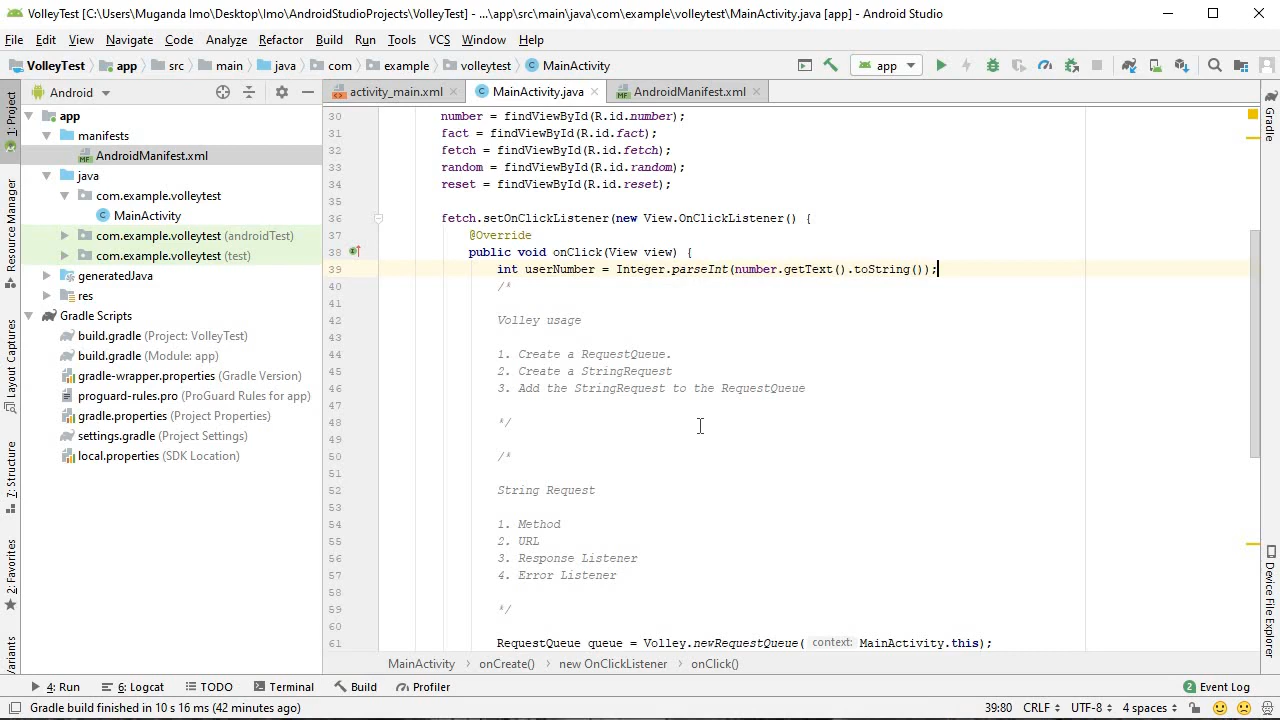 VolleyTest [C:\Users\Muganda Imo\Desktop\Imo\AndroidStudioProjects\VolleyTest] - ...\app\src\main\java\com\example\volleytest\MainActivity.java [app] - Android Studio
File Edit View Navigate Code Analyze Refactor Build Run Tools VCS Window Help
VolleyTest app src main java com example volleytest MainActivity app
Android activity_main.xml MainActivity.java AndroidManifest.xml
1: Project
Resource Manager
Layout Captures
Z: Structure
2: Favorites
ariants
app
manifests
AndroidManifest.xml
java
com.example.volleytest
MainActivity
com.example.volleytest (androidTest)
com.example.volleytest (test)
generatedJava
res
Gradle Scripts
build.gradle (Project: VolleyTest)
build.gradle (Module: app)
gradle-wrapper.properties (Gradle Version)
proguard-rules.pro (ProGuard Rules for app)
gradle.properties (Project Properties)
settings.gradle (Project Settings)
local.properties (SDK Location)
30 number = findViewById(R.id.number);
31 fact = findViewById(R.id.fact);
32 fetch = findViewById(R.id.fetch);
33 random = findViewById(R.id.random);
34 reset = findViewById(R.id.reset);
35
36 fetch.setOnClickListener(new View.OnClickListener() {
37 @Override
38 public void onClick(View view) {
39 int userNumber = Integer.parseInt(number.getText().toString());
40 /*
41
42 Volley usage
43
44 1. Create a RequestQueue.
45 2. Create a StringRequest
46 3. Add the StringRequest to the RequestQueue
47
48 */
49
50 /*
51
52 String Request
53
54 1. Method
55 2. URL
56 3. Response Listener
57 4. Error Listener
58
59 */
60
61 RequestQueue queue = Volley.newRequestQueue( context: MainActivity.this);
Gradle
Device File Explorer
MainActivity onCreate() new OnClickListener onClick()
4: Run 6: Logcat TODO Terminal Build Profiler 2 Event Log
Gradle build finished in 10 s 16 ms (42 minutes ago) 39:80 CRLF UTF-8 4 spaces